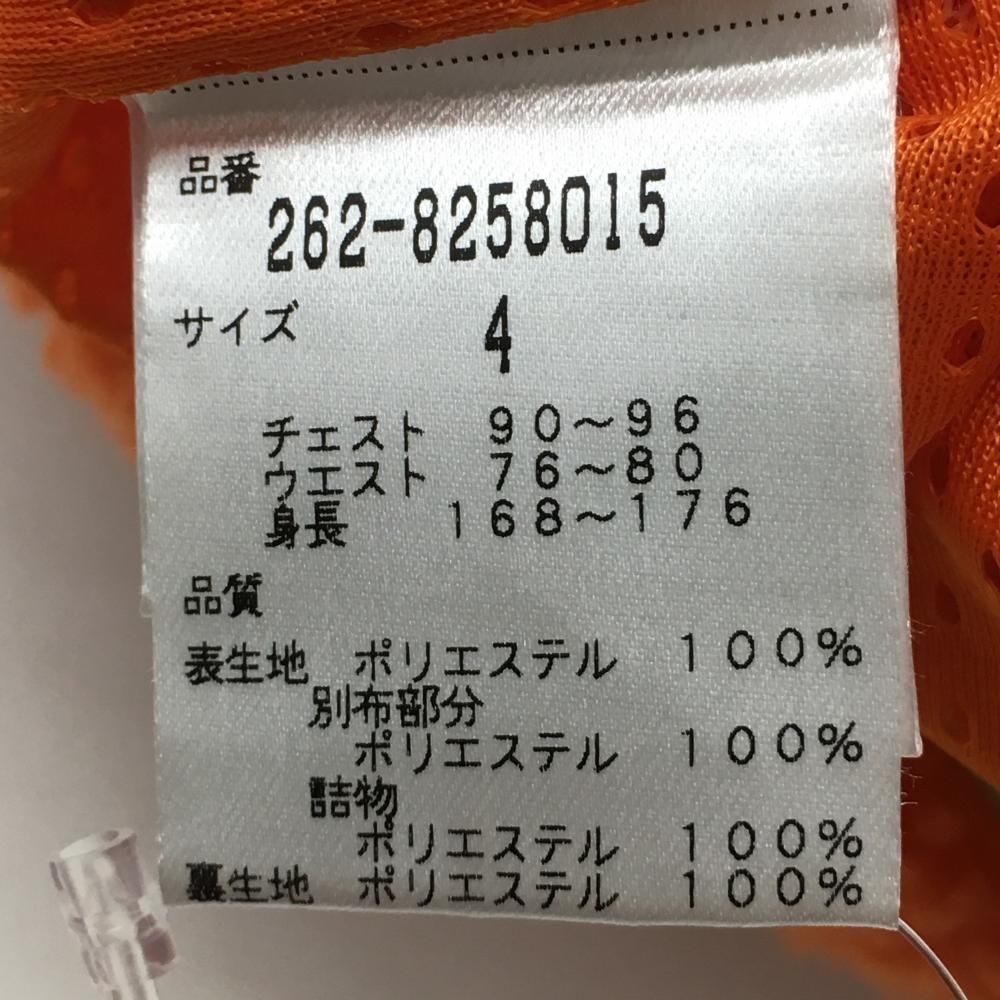 品番
262-8258015
サイズ 4
チェスト 90～96
ウエスト 76～80
身長 168～176
品質
表生地 ポリエステル 100%
別布部分
ポリエステル 100%
詰物
ポリエステル 100%
裏生地 ポリエステル 100%